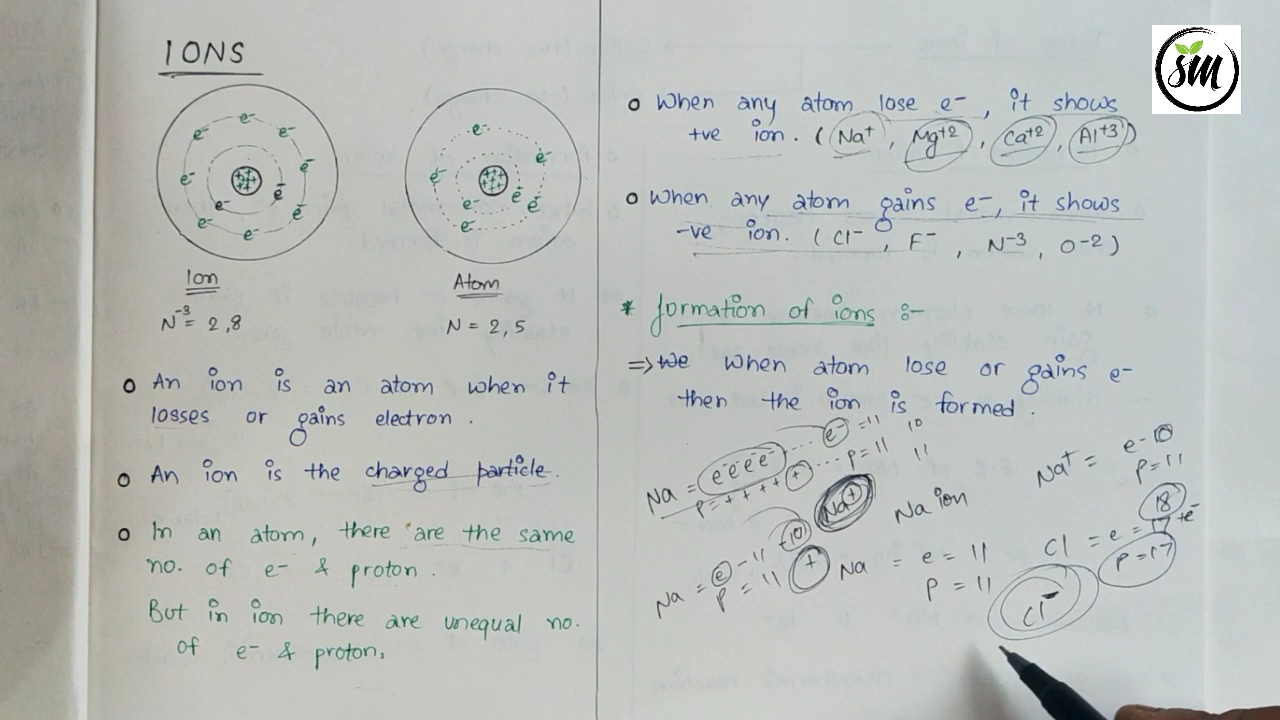 IONS
e- e- e- e- e- e- e- e- e- e-
Ion
N-3 = 2,8
e- e- e- e- e- e- e-
Atom
N = 2,5
o An ion is an atom when it
losses or gains electron.
o An ion is the charged particle.
o In an atom, there are the same
no. of e- & proton.
But in ion there are unequal no.
of e- & proton,
sm
o When any atom lose e-, it shows
+ve ion. (Na+, Mg+2, Ca+2, Al+3)
o When any atom gains e-, it shows
-ve ion. (Cl-, F-, N-3, O-2)
* formation of ions :-
=> We when atom lose or gains e-
then the ion is formed.
Na = e- e- e- e- ... e- = 11 10
p = + + + + + ... p = 11 11
Na+ Na ion
Na+ = e- 10
p = 11
Na = e - 11 +10
p = 11 +
Na = e = 11
p = 11
18
Cl = e = 17 +e-
p = 17
Cl-